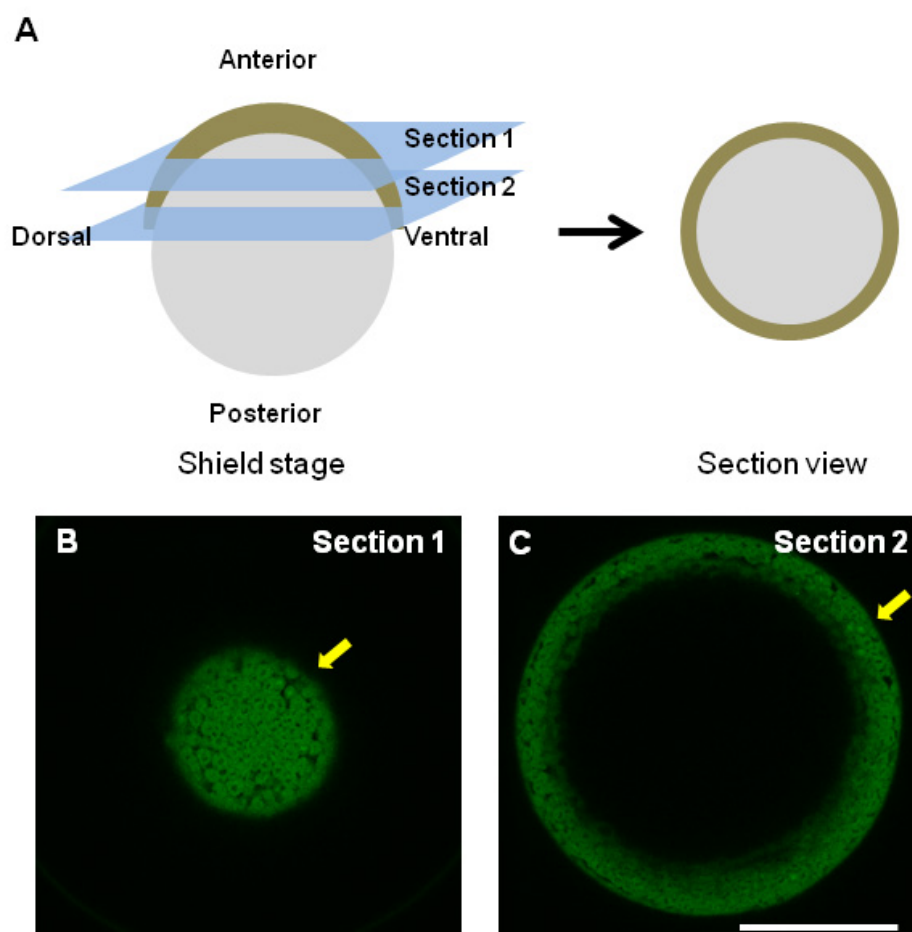 A
Anterior
Section 1
Section 2
Dorsal
Ventral
Posterior
Shield stage
Section view
B
Section 1
C
Section 2